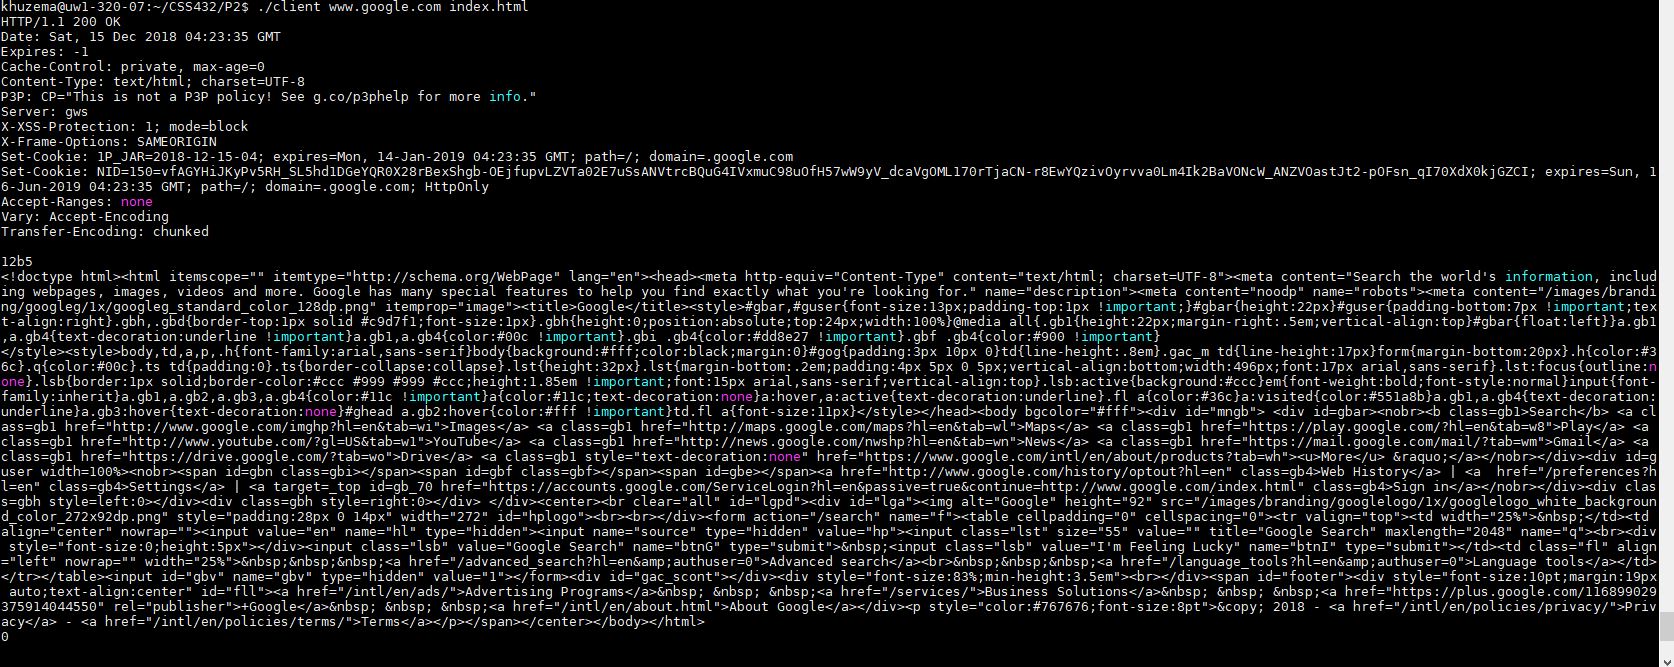 khuzema@uw1-320-07:~/CSS432/P2$ ./client www.google.com index.html
HTTP/1.1 200 OK
Date: Sat, 15 Dec 2018 04:23:35 GMT
Expires: -1
Cache-Control: private, max-age=0
Content-Type: text/html; charset=UTF-8
P3P: CP="This is not a P3P policy! See g.co/p3phelp for more info."
Server: gws
X-XSS-Protection: 1; mode=block
X-Frame-Options: SAMEORIGIN
Set-Cookie: 1P_JAR=2018-12-15-04; expires=Mon, 14-Jan-2019 04:23:35 GMT; path=/; domain=.google.com
Set-Cookie: NID=150=vfAGYHiJKyPv5RH_SL5hd1DGeYQR0X28rBexShgb-OEjfupvLZVTa02E7uSsANVtrcBQuG4IVxmuC98uOfH57wW9yV_dcaVgOML170rTjaCN-r8EwYQzivOyrvva0Lm4Ik2BaVONcW_ANZVOastJt2-pOFsn_qI70XdX0kjGZCI; expires=Sun, 1
6-Jun-2019 04:23:35 GMT; path=/; domain=.google.com; HttpOnly
Accept-Ranges: none
Vary: Accept-Encoding
Transfer-Encoding: chunked
12b5
<!doctype html><html itemscope="" itemtype="http://schema.org/WebPage" lang="en"><head><meta http-equiv="Content-Type" content="text/html; charset=UTF-8"><meta content="Search the world's information, includ
ing webpages, images, videos and more. Google has many special features to help you find exactly what you're looking for." name="description"><meta content="noodp" name="robots"><meta content="/images/brandi
ng/googleg/1x/googleg_standard_color_128dp.png" itemprop="image"><title>Google</title><style>#gbar,#guser{font-size:13px;padding-top:1px !important;}#gbar{height:22px}#guser{padding-bottom:7px !important;tex
t-align:right}.gbh,.gbd{border-top:1px solid #c9d7f1;font-size:1px}.gbh{height:0;position:absolute;top:24px;width:100%}@media all{.gb1{height:22px;margin-right:.5em;vertical-align:top}#gbar{float:left}}a.gb1
,a.gb4{text-decoration:underline !important}a.gb1,a.gb4{color:#00c !important}.gbi .gb4{color:#dd8e27 !important}.gbf .gb4{color:#900 !important}
</style><style>body,td,a,p,.h{font-family:arial,sans-serif}body{background:#fff;color:black;margin:0}#gog{padding:3px 10px 0}td{line-height:.8em}.gac_m td{line-height:17px}form{margin-bottom:20px}.h{color:#3
6c}.q{color:#00c}.ts td{padding:0}.ts{border-collapse:collapse}.lst{height:32px}.lst{margin-bottom:.2em;padding:4px 5px 0 5px;vertical-align:bottom;width:496px;font:17px arial,sans-serif}.lst:focus{outline:n
one}.lsb{border:1px solid;border-color:#ccc #999 #999 #ccc;height:1.85em !important;font:15px arial,sans-serif;vertical-align:top}.lsb:active{background:#ccc}em{font-weight:bold;font-style:normal}input{font-
family:inherit}a.gb1,a.gb2,a.gb3,a.gb4{color:#11c !important}a{color:#11c;text-decoration:none}a:hover,a:active{text-decoration:underline}.fl a{color:#36c}a:visited{color:#551a8b}a.gb1,a.gb4{text-decoration:
underline}a.gb3:hover{text-decoration:none}#ghead a.gb2:hover{color:#fff !important}td.fl a{font-size:11px}</style></head><body bgcolor="#fff"><div id="mngb"> <div id=gbar><nobr><b class=gb1>Search</b> <a cl
ass=gb1 href="http://www.google.com/imghp?hl=en&tab=wi">Images</a> <a class=gb1 href="http://maps.google.com/maps?hl=en&tab=wl">Maps</a> <a class=gb1 href="https://play.google.com/?hl=en&tab=w8">Play</a> <a
class=gb1 href="http://www.youtube.com/?gl=US&tab=w1">YouTube</a> <a class=gb1 href="http://news.google.com/nwshp?hl=en&tab=wn">News</a> <a class=gb1 href="https://mail.google.com/mail/?tab=wm">Gmail</a> <a
class=gb1 href="https://drive.google.com/?tab=wo">Drive</a> <a class=gb1 style="text-decoration:none" href="https://www.google.com/intl/en/about/products?tab=wh"><u>More</u> &raquo;</a></nobr></div><div id=g
user width=100%><nobr><span id=gbn class=gbi></span><span id=gbf class=gbf></span><span id=gbe></span><a href="http://www.google.com/history/optout?hl=en" class=gb4>Web History</a> | <a  href="/preferences?h
l=en" class=gb4>Settings</a> | <a target=_top id=gb_70 href="https://accounts.google.com/ServiceLogin?hl=en&passive=true&continue=http://www.google.com/index.html" class=gb4>Sign in</a></nobr></div><div clas
s=gbh style=left:0></div><div class=gbh style=right:0></div> </div><center><br clear="all" id="lgpd"><div id="lga"><img alt="Google" height="92" src="/images/branding/googlelogo/1x/googlelogo_white_backgroun
d_color_272x92dp.png" style="padding:28px 0 14px" width="272" id="hplogo"><br><br></div><form action="/search" name="f"><table cellpadding="0" cellspacing="0"><tr valign="top"><td width="25%">&nbsp;</td><td
align="center" nowrap=""><input value="en" name="hl" type="hidden"><input name="source" type="hidden" value="hp"><input class="lst" size="55" value="" title="Google Search" maxlength="2048" name="q"><br><div
 style="font-size:0;height:5px"></div><input class="lsb" value="Google Search" name="btnG" type="submit">&nbsp;<input class="lsb" value="I'm Feeling Lucky" name="btnI" type="submit"></td><td class="fl" align
="left" nowrap="" width="25%">&nbsp;&nbsp;&nbsp;<a href="/advanced_search?hl=en&amp;authuser=0">Advanced search</a><br>&nbsp;&nbsp;&nbsp;<a href="/language_tools?hl=en&amp;authuser=0">Language tools</a></td>
</tr></table><input id="gbv" name="gbv" type="hidden" value="1"></form><div id="gac_scont"></div><div style="font-size:83%;min-height:3.5em"><br></div><span id="footer"><div style="font-size:10pt;margin:19px
 auto;text-align:center" id="fll"><a href="/intl/en/ads/">Advertising Programs</a>&nbsp; &nbsp; &nbsp;<a href="/services/">Business Solutions</a>&nbsp; &nbsp; &nbsp;<a href="https://plus.google.com/116899029
375914044550" rel="publisher">+Google</a>&nbsp; &nbsp; &nbsp;<a href="/intl/en/about.html">About Google</a></div><p style="color:#767676;font-size:8pt">&copy; 2018 - <a href="/intl/en/policies/privacy/">Priv
acy</a> - <a href="/intl/en/policies/terms/">Terms</a></p></span></center></body></html>
0